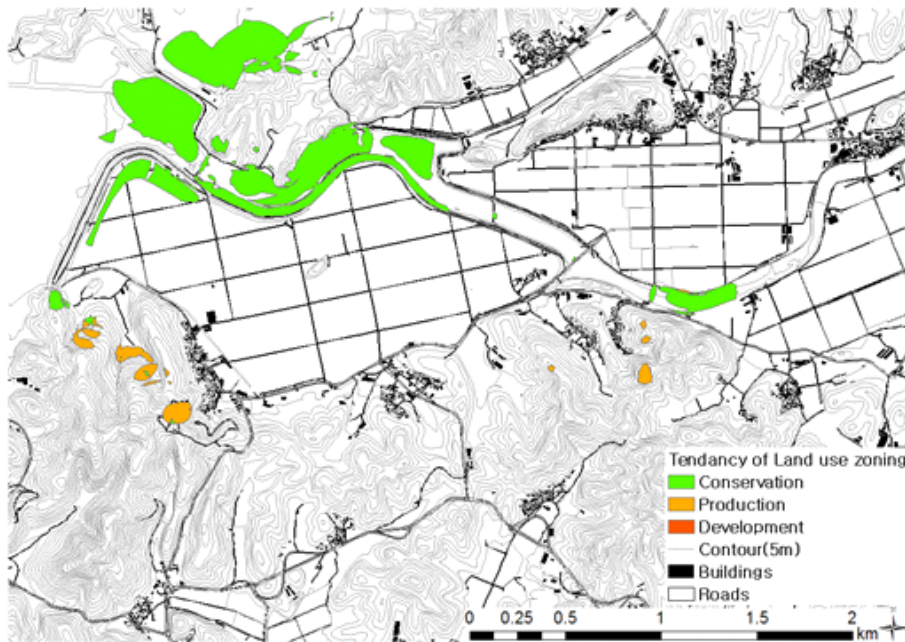 Tendancy of Land use zoning
Conservation
Production
Development
Contour(5m)
Buildings
Roads
0 0.25 0.5 1 1.5 2
km